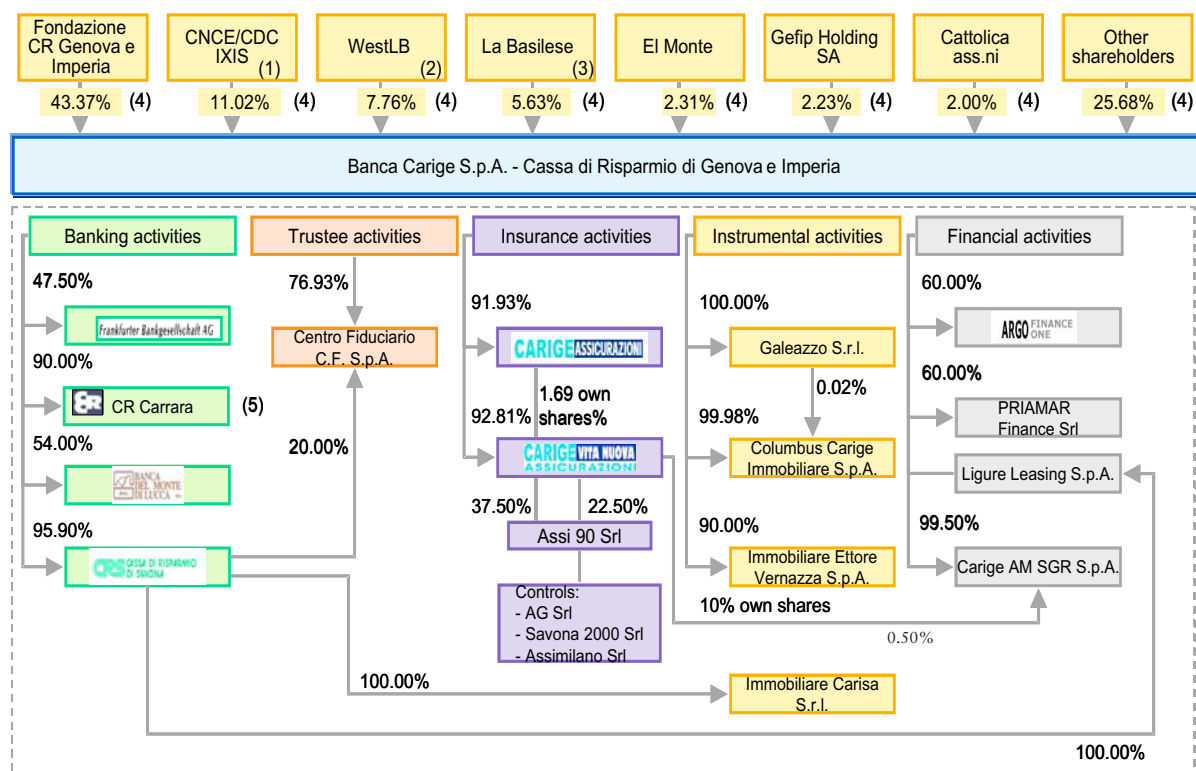 Fondazione
CR Genova e
Imperia
CNCE/CDC
IXIS
(1)
WestLB
(2)
La Basilese
(3)
El Monte
Gefip Holding
SA
Cattolica
ass.ni
Other
shareholders
43.37% (4)
11.02% (4)
7.76% (4)
5.63% (4)
2.31% (4)
2.23% (4)
2.00% (4)
25.68% (4)
Banca Carige S.p.A. - Cassa di Risparmio di Genova e Imperia
Banking activities
47.50%
Frankfurter Bankgesellschaft AG
90.00%
CR Carrara (5)
54.00%
BANCA
DEL MONTE
DI LUCCA
95.90%
CRS CASSA DI RISPARMIO
DI SAVONA
Trustee activities
76.93%
Centro Fiduciario
C.F. S.p.A.
20.00%
Insurance activities
91.93%
CARIGE ASSICURAZIONI
1.69 own
shares%
92.81%
CARIGE VITA NUOVA
ASSICURAZIONI
37.50%
22.50%
Assi 90 Srl
Controls:
- AG Srl
- Savona 2000 Srl
- Assimilano Srl
Instrumental activities
100.00%
Galeazzo S.r.l.
0.02%
99.98%
Columbus Carige
Immobiliare S.p.A.
90.00%
Immobiliare Ettore
Vernazza S.p.A.
10% own shares
0.50%
100.00%
Immobiliare Carisa
S.r.l.
Financial activities
60.00%
ARGO FINANCE
ONE
60.00%
PRIAMAR
Finance Srl
Ligure Leasing S.p.A.
99.50%
Carige AM SGR S.p.A.
100.00%